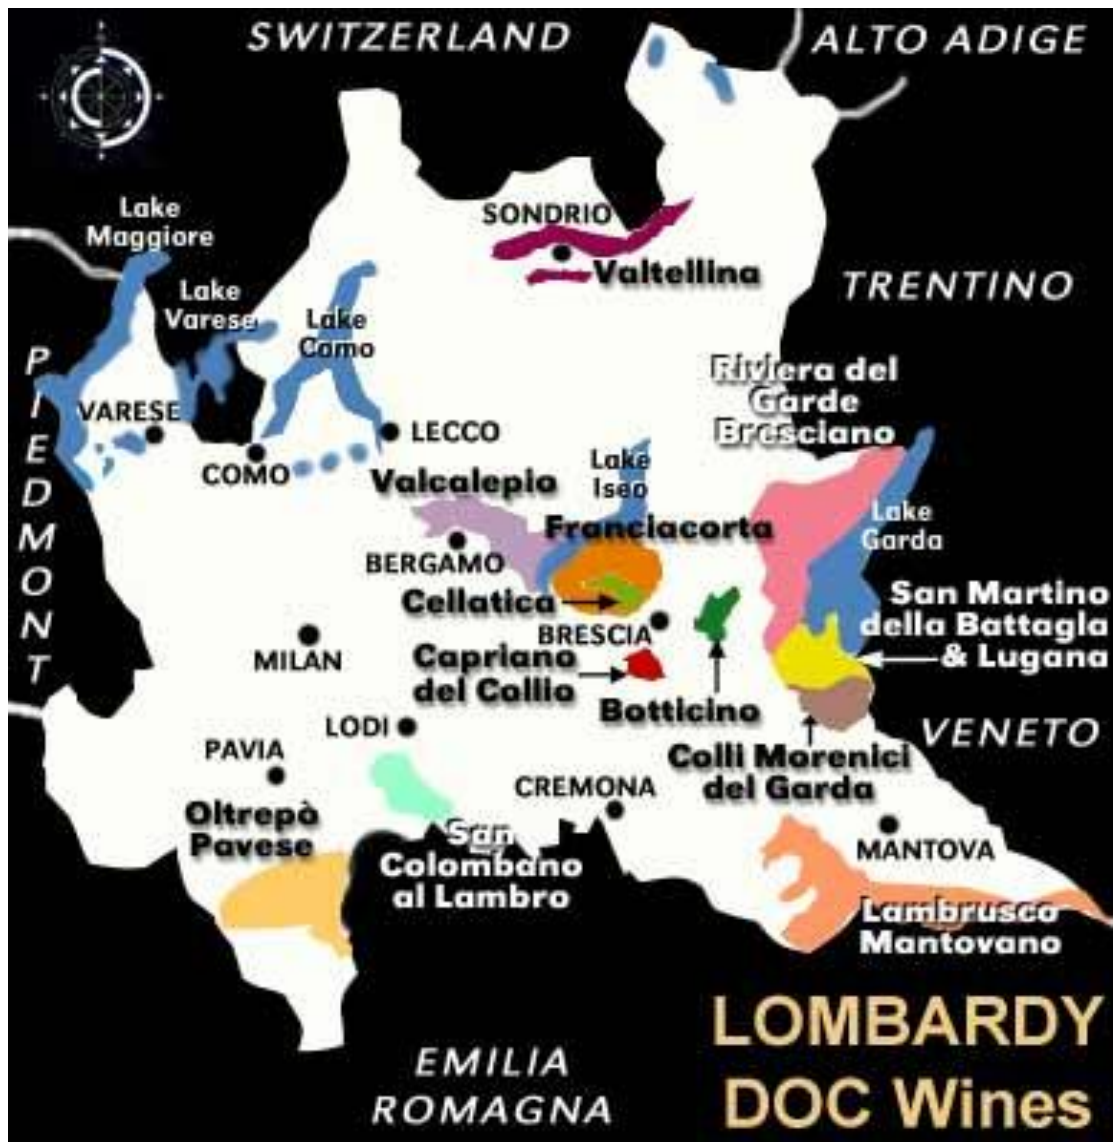 SWITZERLAND
ALTO ADIGE
Lake
Maggiore
SONDRIO
Valtellina
TRENTINO
Lake
Varese
Lake
Como
PIEDMONT
VARESE
COMO
LECCO
Riviera del
Garde
Bresciano
Valcalepio
Lake
Iseo
Franciacorta
Lake
Garda
BERGAMO
Cellatica
BRESCIA
San Martino
della Battagla
& Lugana
MILAN
Capriano
del Collio
Botticino
LODI
PAVIA
VENETO
Colli Morenici
del Garda
CREMONA
Oltrepò
Pavese
San
Colombano
al Lambro
MANTOVA
Lambrusco
Mantovano
LOMBARDY
DOC Wines
EMILIA
ROMAGNA